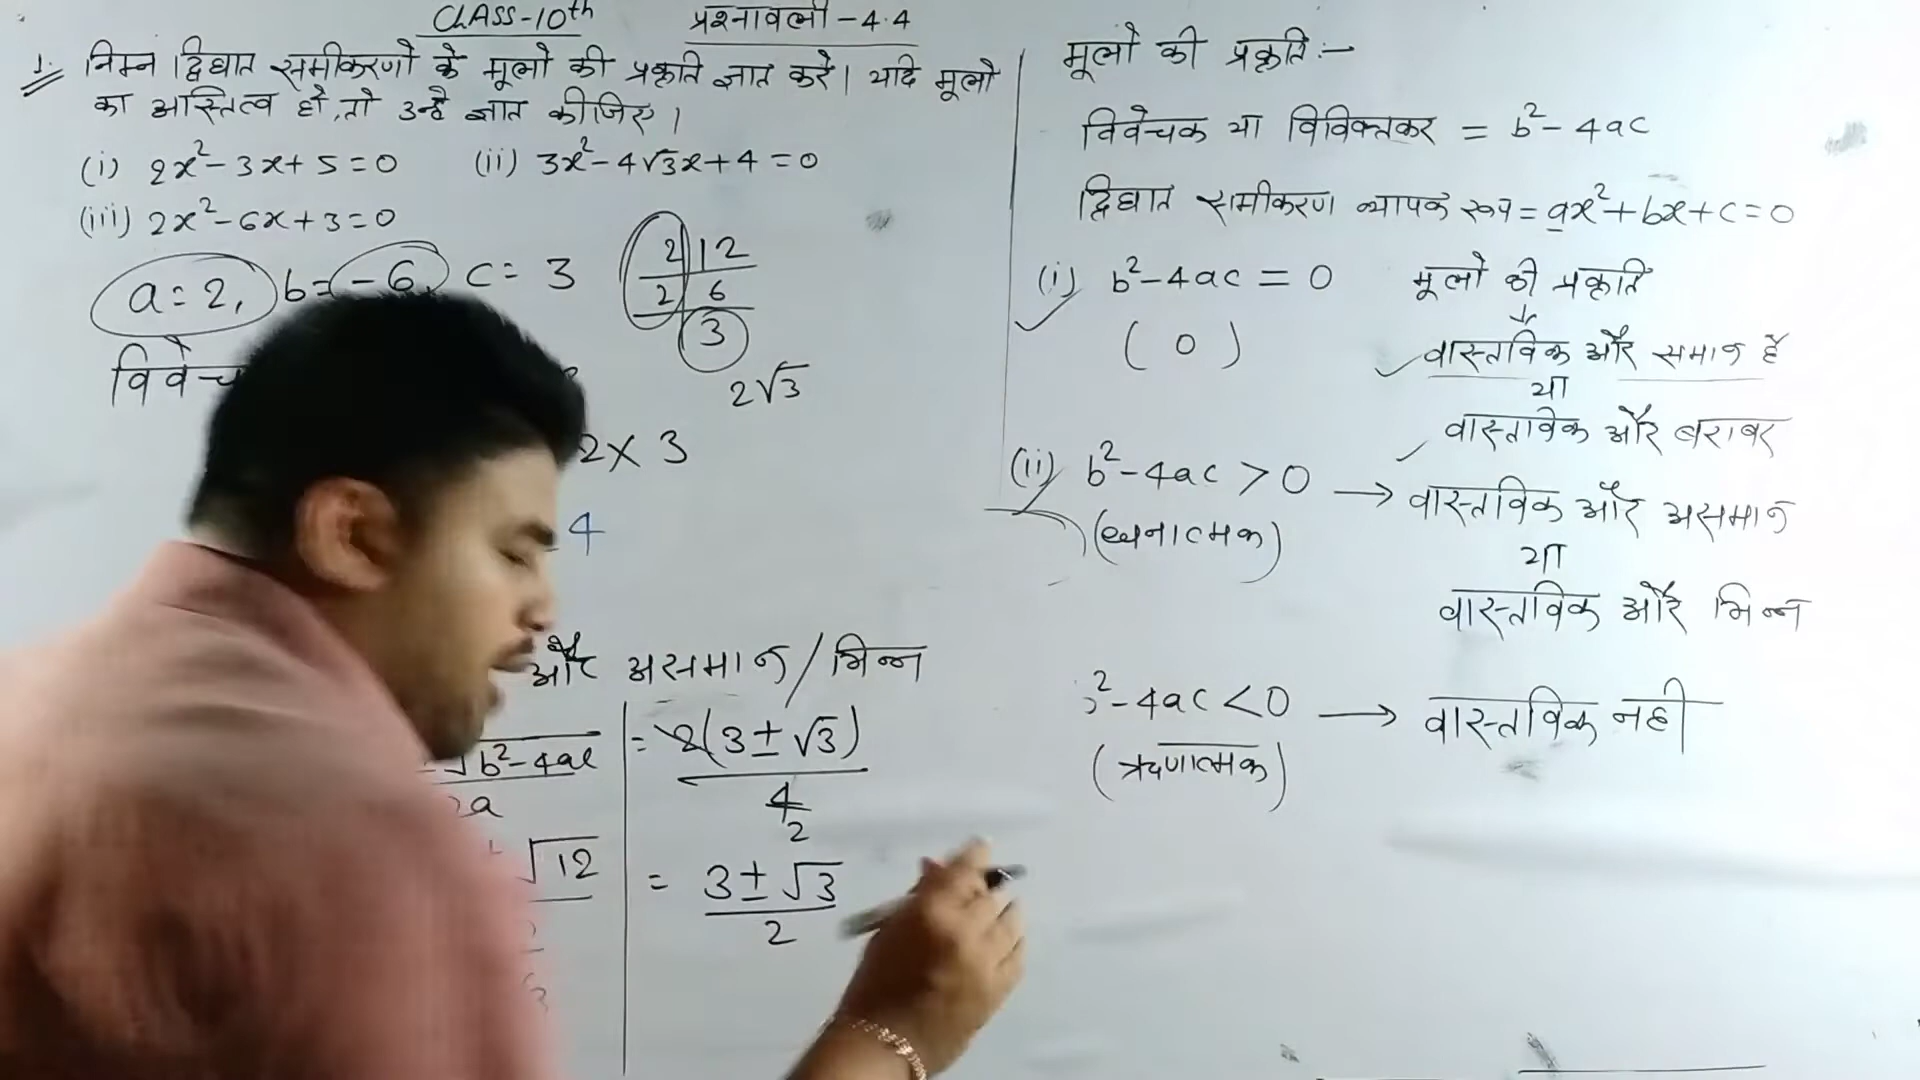 CLASS-10th प्रश्नावली-4.4
1. निम्न द्विघात समीकरणों के मूलो की प्रकृति ज्ञात करे। यदि मूलो
का अस्तित्व हो, तो उन्हे ज्ञात कीजिए।
(i) 2x²-3x+5=0 (ii) 3x²-4√3x+4=0
(iii) 2x²-6x+3=0
a=2, b=-6, c=3
2 12
2 6
3
2√3
2×3
4
और असमान/भिन्न
√b²-4ac
a
√12
= 2(3±√3)
4
2
= 3±√3
2
मूलो की प्रकृति:-
विवेचक या विविक्तकर = b²-4ac
द्विघात समीकरण व्यापक रूप = ax²+bx+c=0
(i) b²-4ac = 0 मूलो की प्रकृति
(0) वास्तविक और समान है
या
वास्तविक और बराबर
(ii) b²-4ac > 0 → वास्तविक और असमान
(धनात्मक) या
वास्तविक और भिन्न
²-4ac < 0 → वास्तविक नही
(ऋणात्मक)